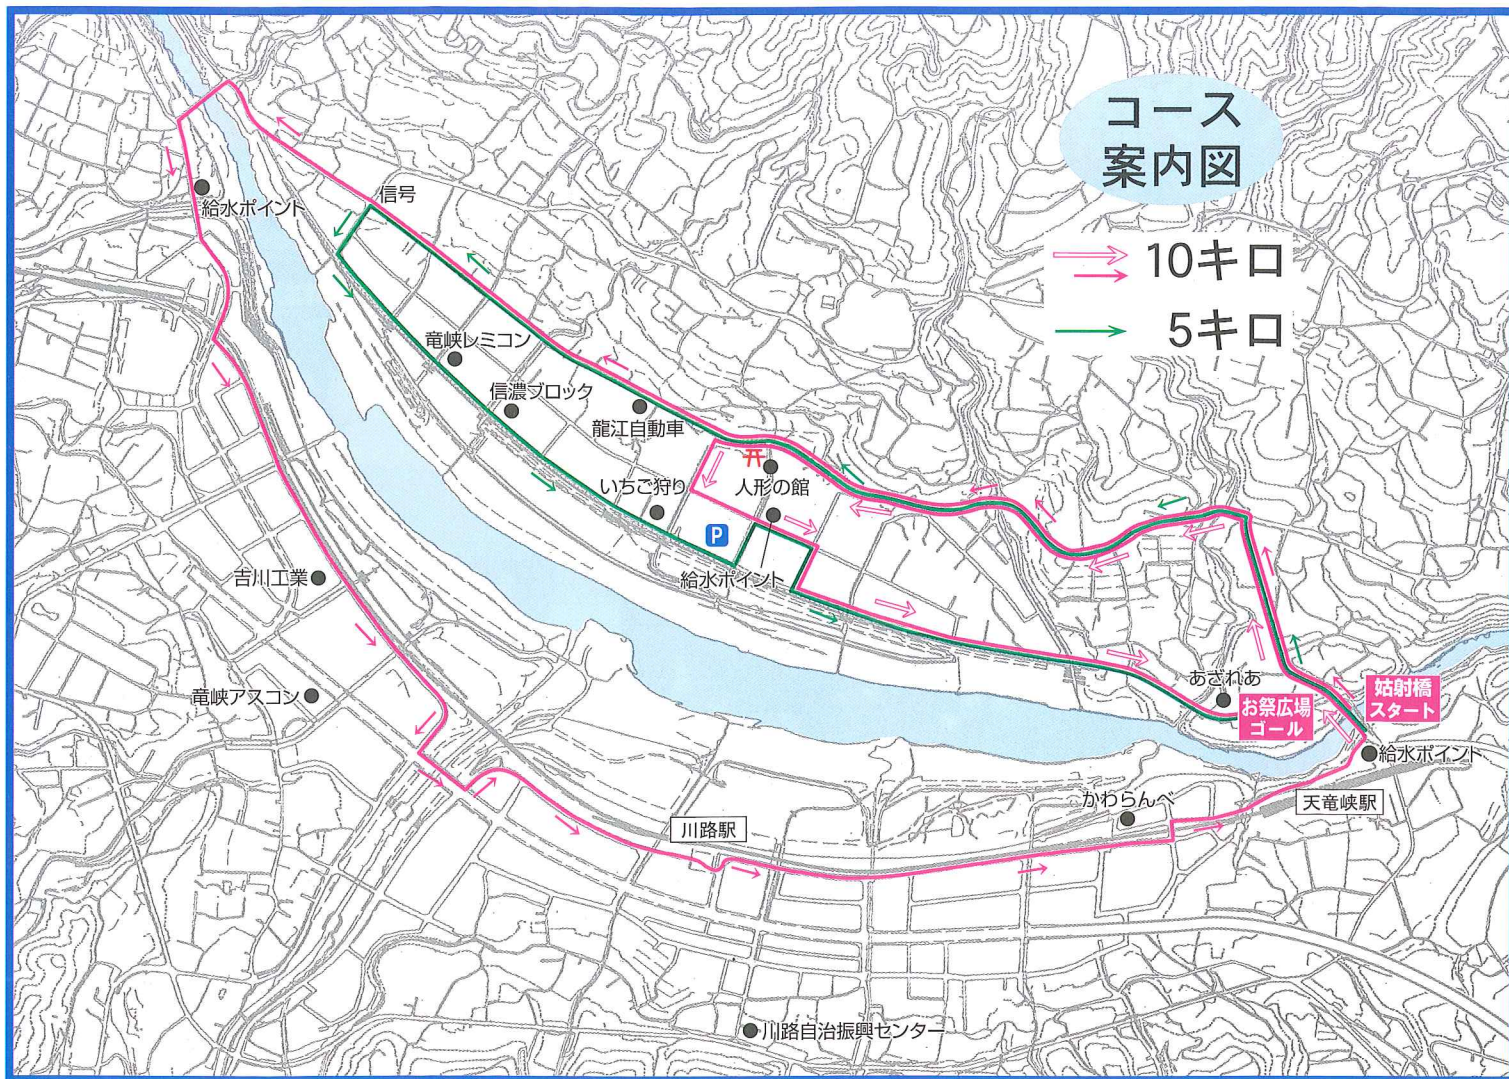 コース
案内図
10キロ
5キロ
信号
給水ポイント
竜峡レミコン
信濃ブロック
龍江自動車
いちご狩り
人形の館
P
給水ポイント
吉川工業
竜峡アスコン
あざれあ
お祭広場
ゴール
姑射橋
スタート
給水ポイント
天竜峡駅
かわらんべ
川路駅
川路自治振興センター